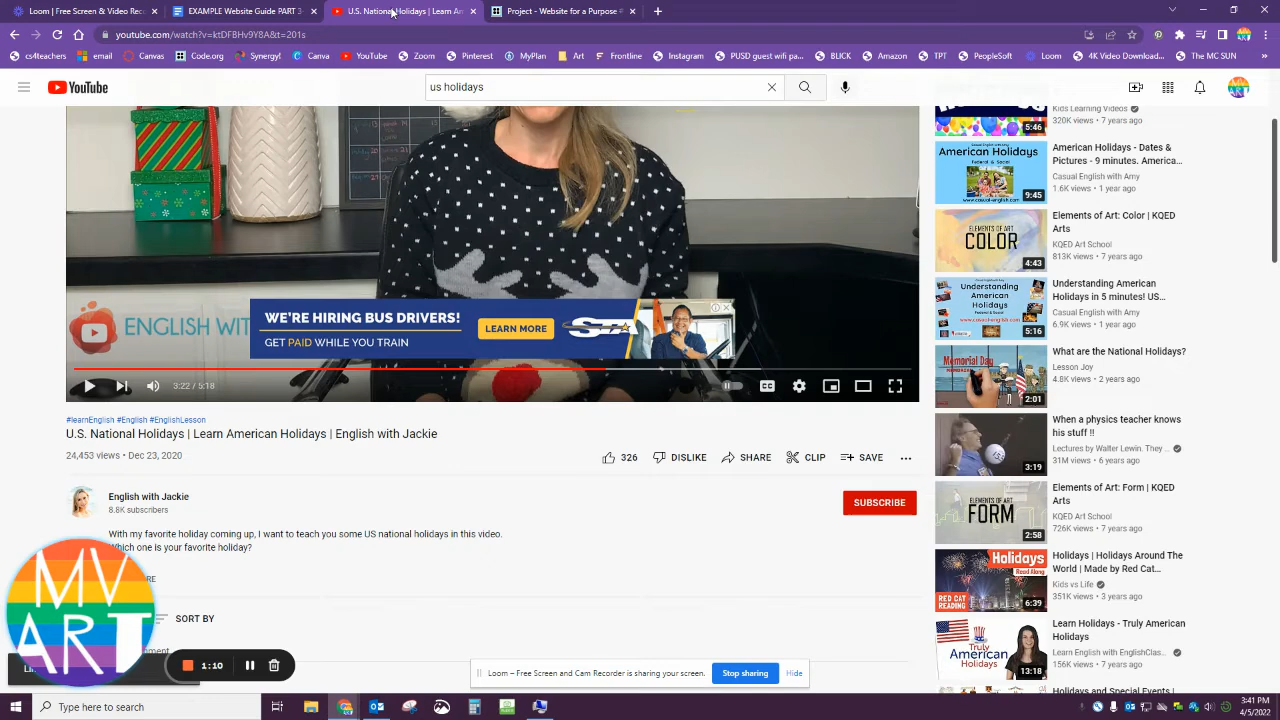 Loom | Screen & Video Reco
Example WEB Guide PART 3-
U.S. National Holidays | Learn Ar
Project - Website for a Purpose
youtube.com/watch?v=ktDF8Hv9Y8A&t=201s
cs4teachers
email
Canvas
Code.org
Synergy!
Canva
YouTube
Zoom
Pinterest
MyPlan
Art
Frontline
PUSD guest wifi pa...
BLICK
Amazon
TPT
PeopleSoft
Loom
4K Video Download...
The MC SUN
YouTube
us holidays
ENGLISH WIT
WE'RE HIRING BUS DRIVERS!
GET PAID WHILE YOU TRAIN
LEARN MORE
3:22 / 5:18
#learnEnglish #English #EnglishLesson
U.S. National Holidays | Learn American Holidays | English with Jackie
24,453 views • Dec 23, 2020
326
DISLIKE
SHARE
CLIP
SAVE
English with Jackie
8.8K subscribers
SUBSCRIBE
With my favorite holiday coming up, I want to teach you some US national holidays in this video.
Which one is your favorite holiday?
SORT BY
MV
ART
1:10
Loom – Free Screen and Cam Recorder is sharing your screen.
Stop sharing
Hide
Kids Learning Videos
320K views • 7 years ago
5:46
American Holidays
Federal & Social
www.casual-english.com
9:45
American Holidays - Dates &
Pictures - 9 minutes. America...
Casual English with Amy
1.6K views • 1 year ago
ELEMENTS OF ART:
COLOR
4:43
Elements of Art: Color | KQED
Arts
KQED Art School
813K views • 7 years ago
Understanding
American
Holidays
5:16
Understanding American
Holidays in 5 minutes! US...
Casual English with Amy
6.9K views • 1 year ago
Memorial Day
2:01
What are the National Holidays?
Lesson Joy
4.8K views • 2 years ago
3:19
When a physics teacher knows
his stuff !!
Lectures by Walter Lewin. They ...
31M views • 6 years ago
ELEMENTS OF ART:
FORM
2:58
Elements of Art: Form | KQED
Arts
KQED Art School
726K views • 7 years ago
Holidays
Read Along
RED CAT
READING
6:39
Holidays | Holidays Around The
World | Made by Red Cat...
Kids vs Life
351K views • 3 years ago
Truly
American
Holidays
13:18
Learn Holidays - Truly American
Holidays
Learn English with EnglishClas...
156K views • 7 years ago
Holidays and Special Events |
Type here to search
3:41 PM
4/5/2022